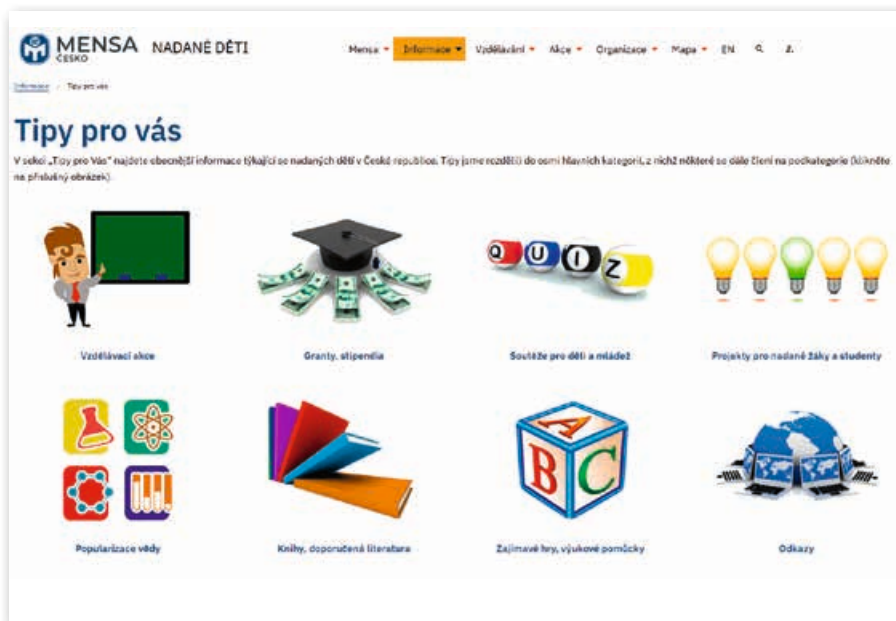 MENSA NADANÉ DĚTI
ČESKO
Mensa Informace Vzdělávání Akce Organizace Mapa EN
Informace / Tipy pro vás
Tipy pro vás
V sekci „Tipy pro Vás" najdete obecnější informace týkající se nadaných dětí v České republice. Tipy jsme rozdělili do osmi hlavních kategorií, z nichž některé se dále člení na podkategorie (klikněte
na příslušný obrázek).
QUIZ
Vzdělávací akce
Granty, stipendia
Soutěže pro děti a mládež
Projekty pro nadané žáky a studenty
A
B C
Popularizace vědy
Knihy, doporučená literatura
Zajímavé hry, výukové pomůcky
Odkazy